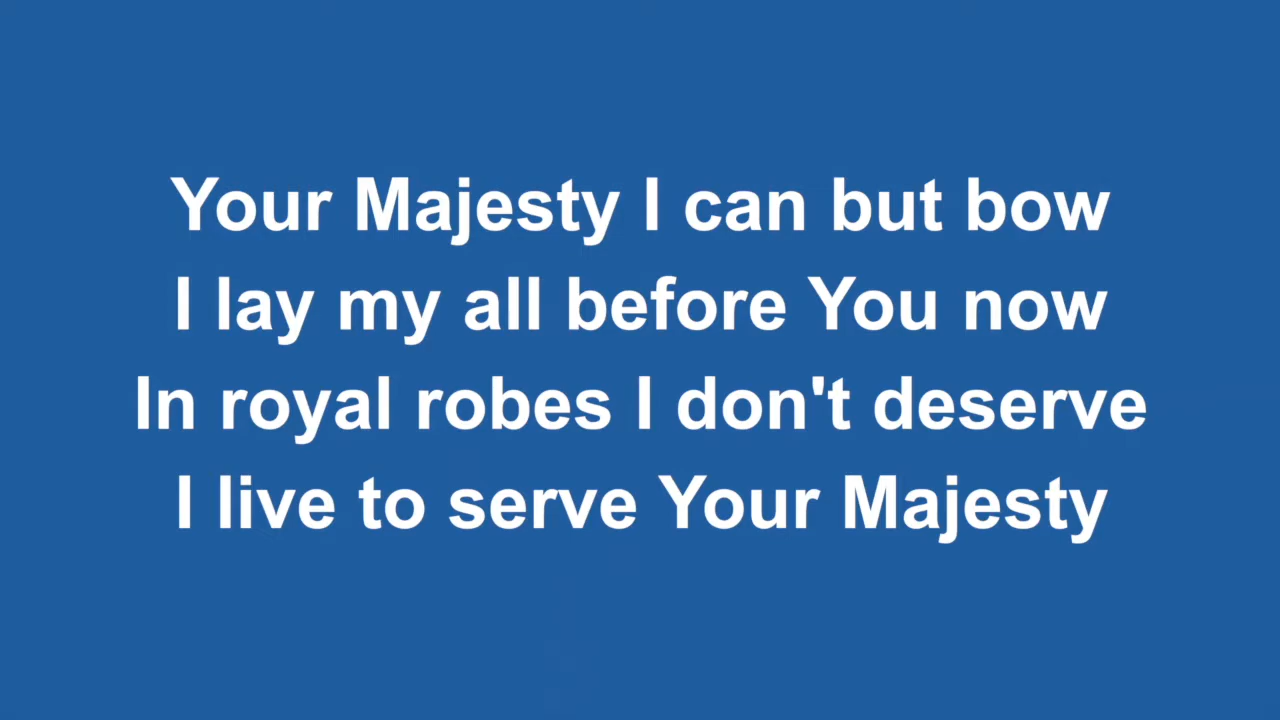 Your Majesty I can but bow
I lay my all before You now
In royal robes I don't deserve
I live to serve Your Majesty